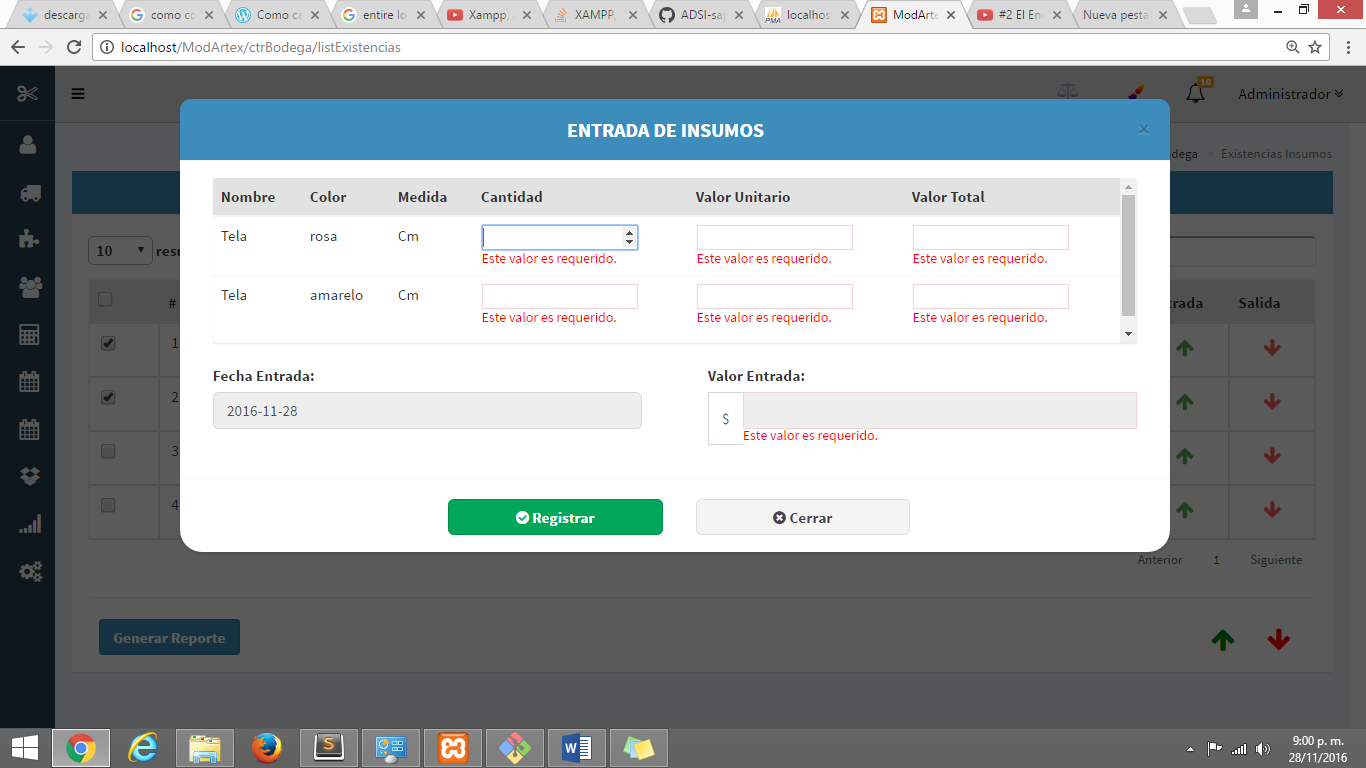 descarga
como co
Como ca
entire lo
Xampp,
XAMPP,
ADSI-sap
localhos
ModArte
#2 El En
Nueva pesta
localhost/ModArtex/ctrBodega/listExistencias
10
Administrador
ENTRADA DE INSUMOS
×
Existencias Insumos
Nombre Color Medida Cantidad Valor Unitario Valor Total
Tela rosa Cm
Este valor es requerido. Este valor es requerido. Este valor es requerido.
Tela amarelo Cm
Este valor es requerido. Este valor es requerido. Este valor es requerido.
10
resu
#
rada Salida
1
2
3
4
Fecha Entrada: Valor Entrada:
2016-11-28 $
Este valor es requerido.
Registrar Cerrar
Anterior 1 Siguiente
Generar Reporte
9:00 p. m.
28/11/2016